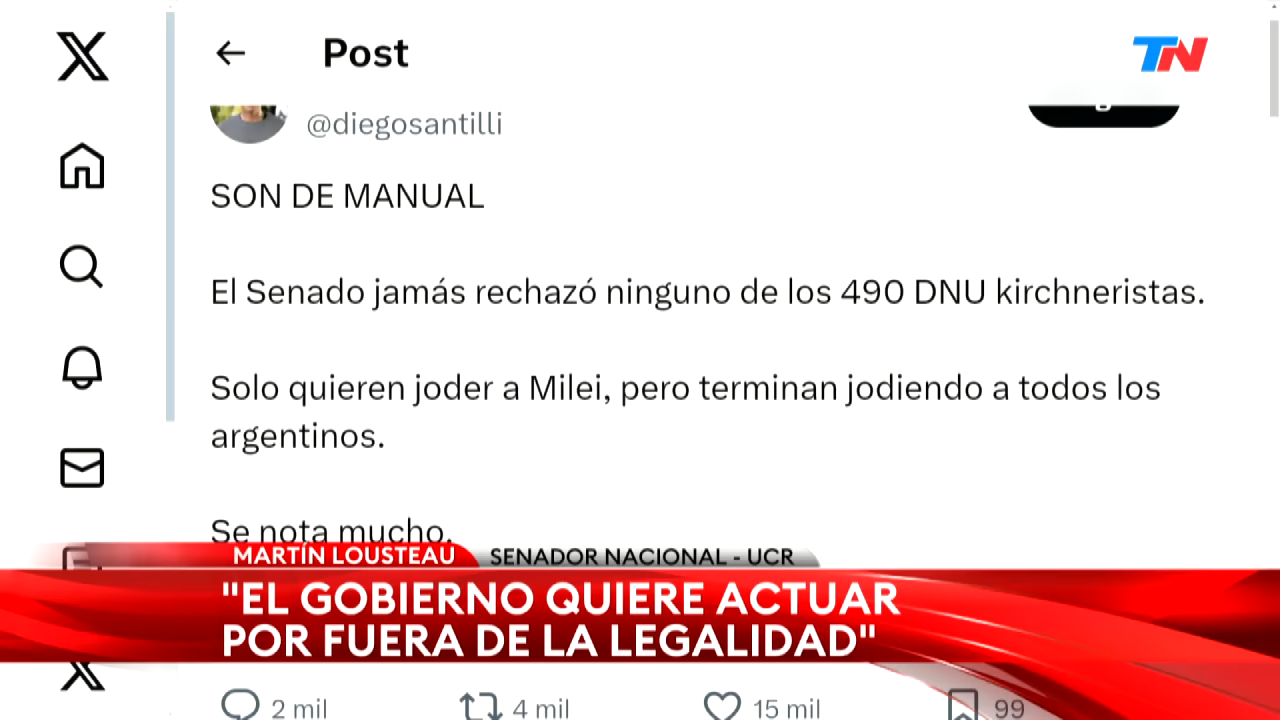 Post
TN
@diegosantilli
SON DE MANUAL
El Senado jamás rechazó ninguno de los 490 DNU kirchneristas.
Solo quieren joder a Milei, pero terminan jodiendo a todos los
argentinos.
Se nota mucho.
MARTÍN LOUSTEAU SENADOR NACIONAL - UCR
"EL GOBIERNO QUIERE ACTUAR
POR FUERA DE LA LEGALIDAD"
2 mil 4 mil 15 mil 99